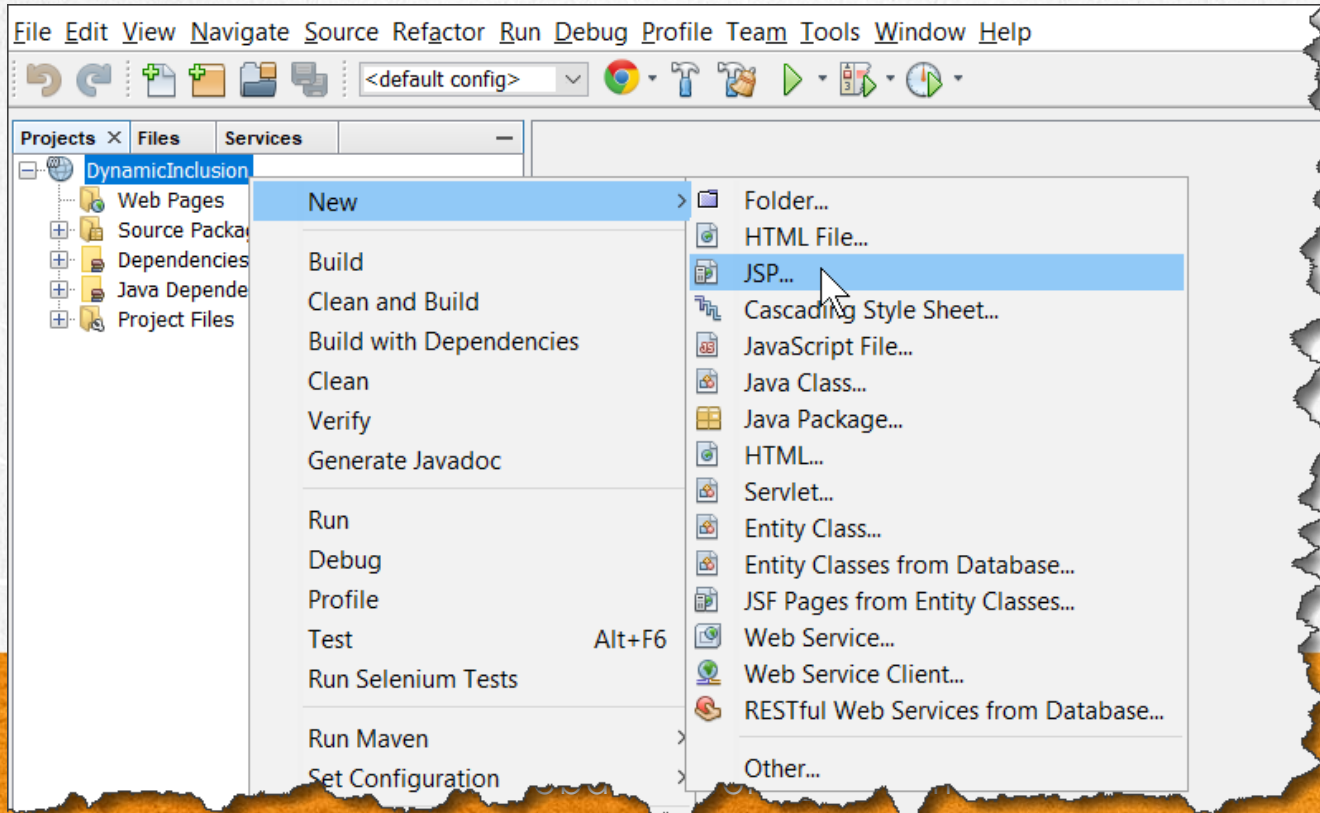 File Edit View Navigate Source Refactor Run Debug Profile Team Tools Window Help
<default config>
Projects Files Services
DynamicInclusion
Web Pages
Source Packa
Dependencies
Java Depende
Project Files
New
Build
Clean and Build
Build with Dependencies
Clean
Verify
Generate Javadoc
Run
Debug
Profile
Test Alt+F6
Run Selenium Tests
Run Maven
Set Configuration
Folder...
HTML File...
JSP...
Cascading Style Sheet...
JavaScript File...
Java Class...
Java Package...
HTML...
Servlet...
Entity Class...
Entity Classes from Database...
JSF Pages from Entity Classes...
Web Service...
Web Service Client...
RESTful Web Services from Database...
Other...